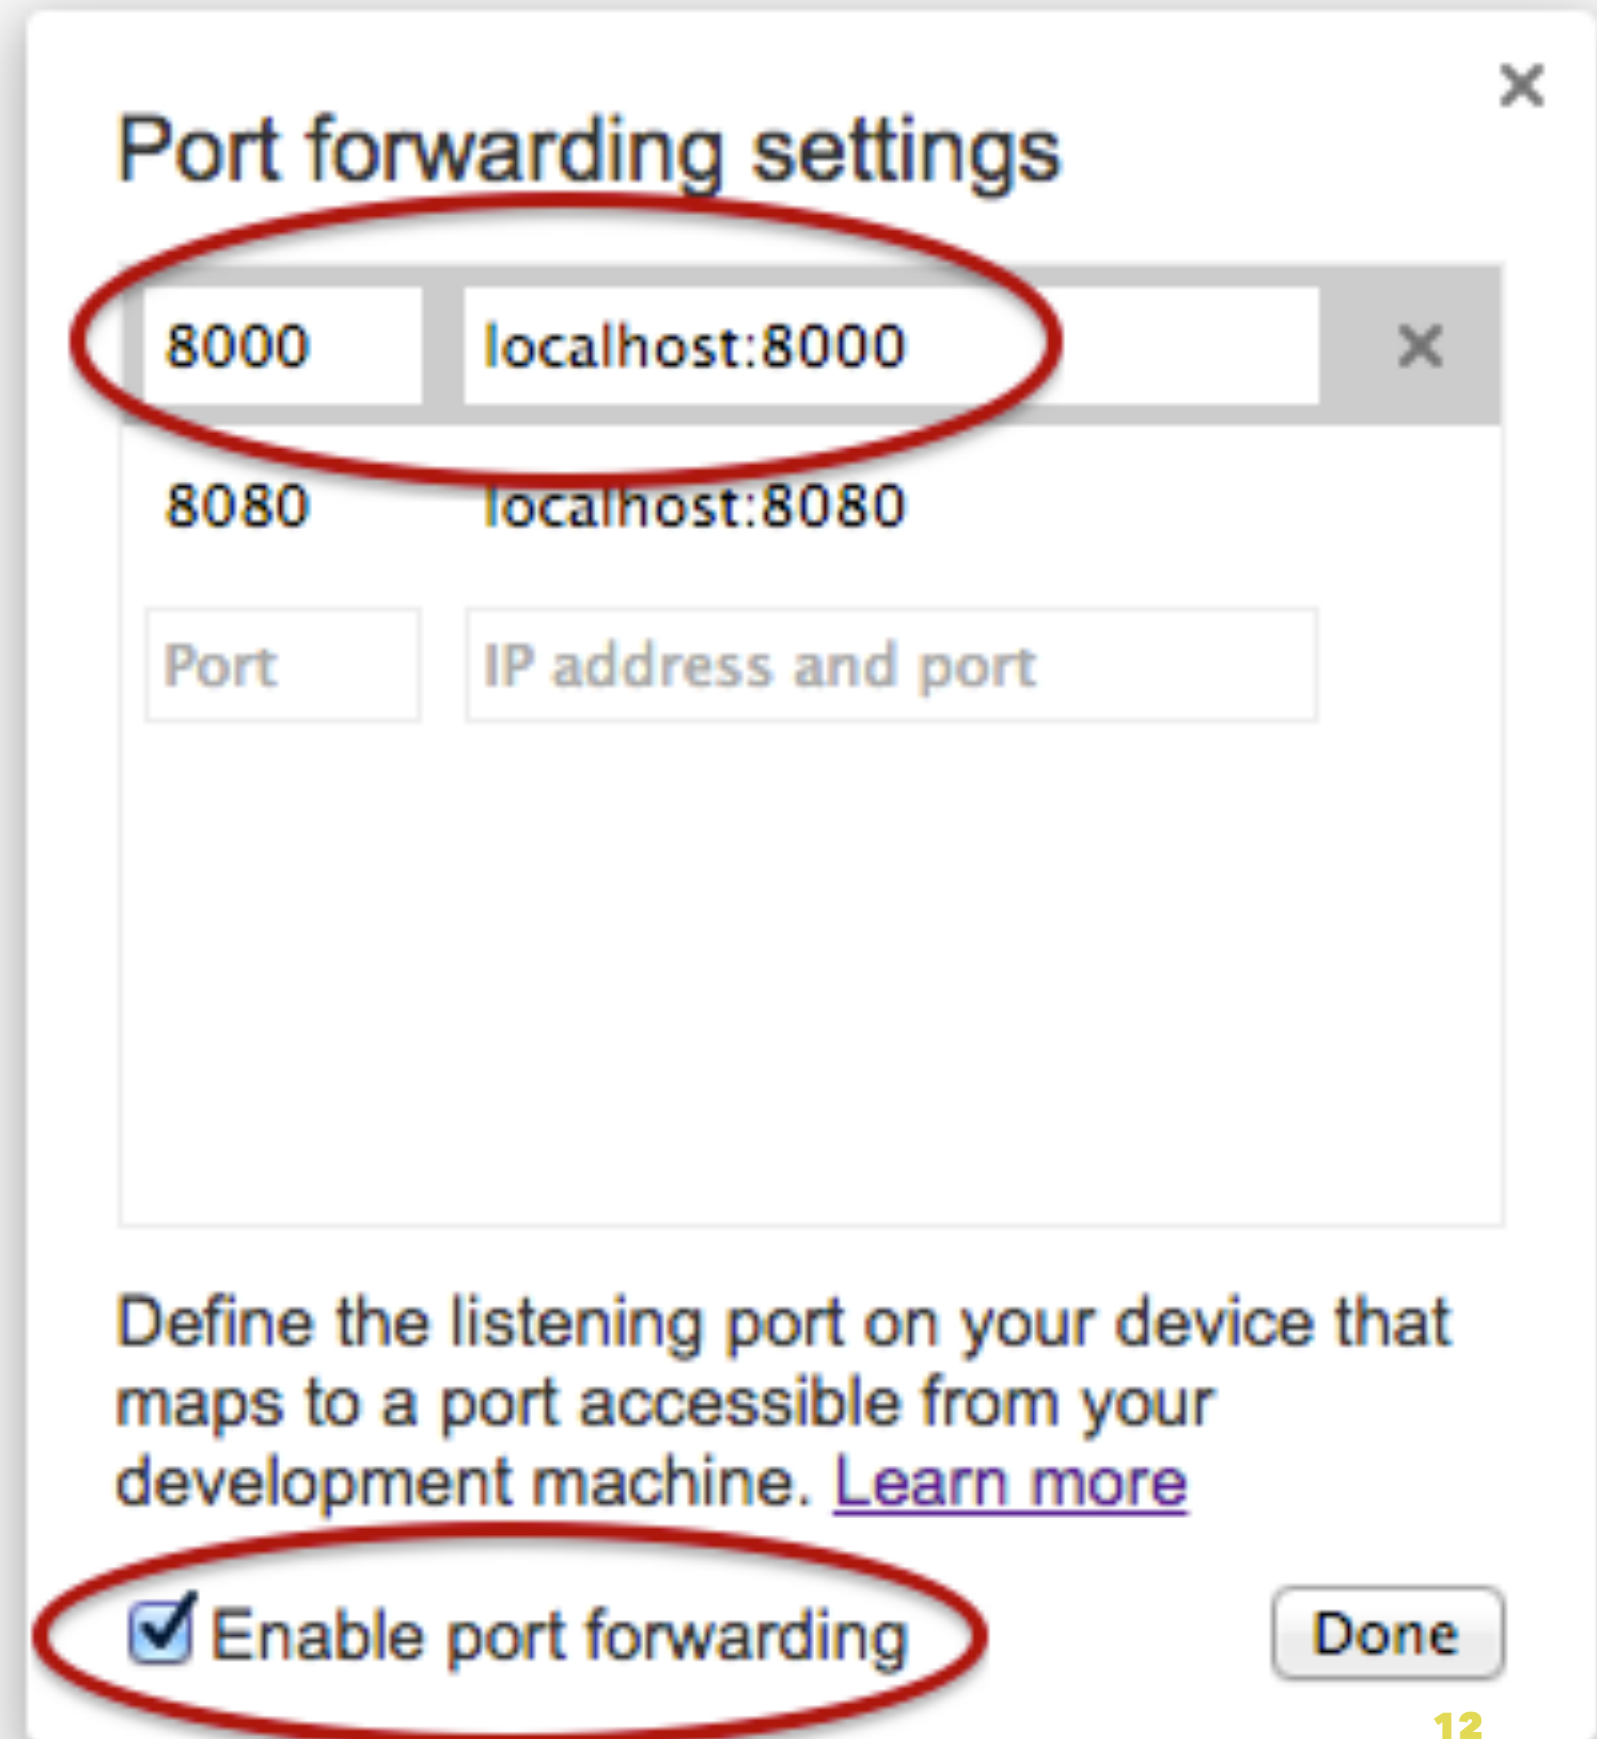 Port forwarding settings
8000 localhost:8000
8080 localhost:8080
Port IP address and port
Define the listening port on your device that
maps to a port accessible from your
development machine. Learn more
Enable port forwarding Done
12